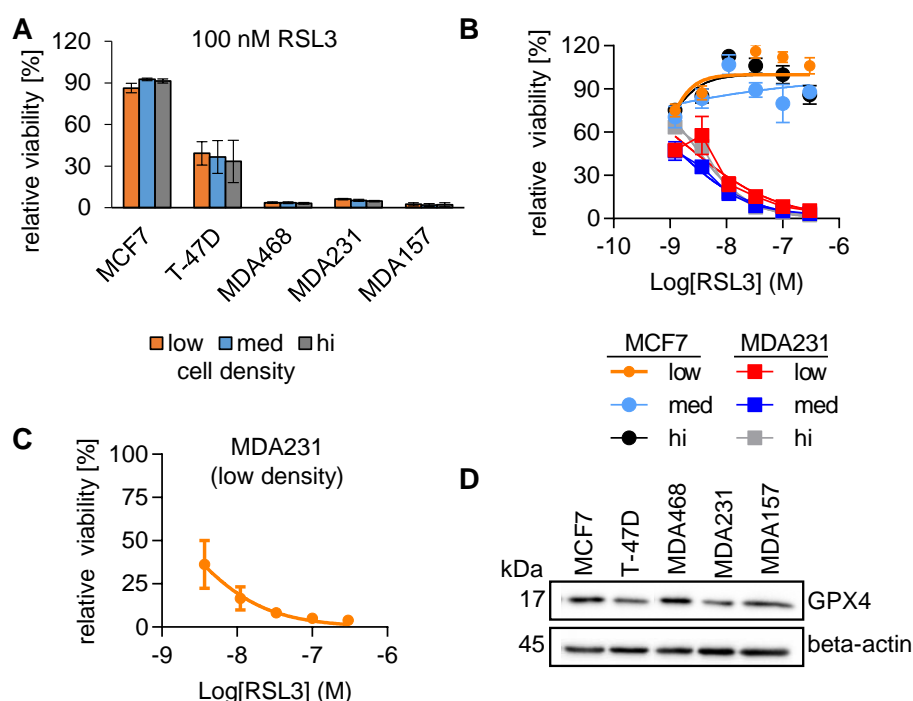 A
100 nM RSL3
relative viability [%]
120
90
60
30
0
MCF7
T-47D
MDA468
MDA231
MDA157
low med hi
cell density
B
relative viability [%]
120
90
60
30
0
-10 -9 -8 -7 -6
Log[RSL3] (M)
MCF7 MDA231
low low
med med
hi hi
C
MDA231
(low density)
relative viability [%]
100
75
50
25
0
-9 -8 -7 -6
Log[RSL3] (M)
D
MCF7
T-47D
MDA468
MDA231
MDA157
kDa
17 GPX4
45 beta-actin